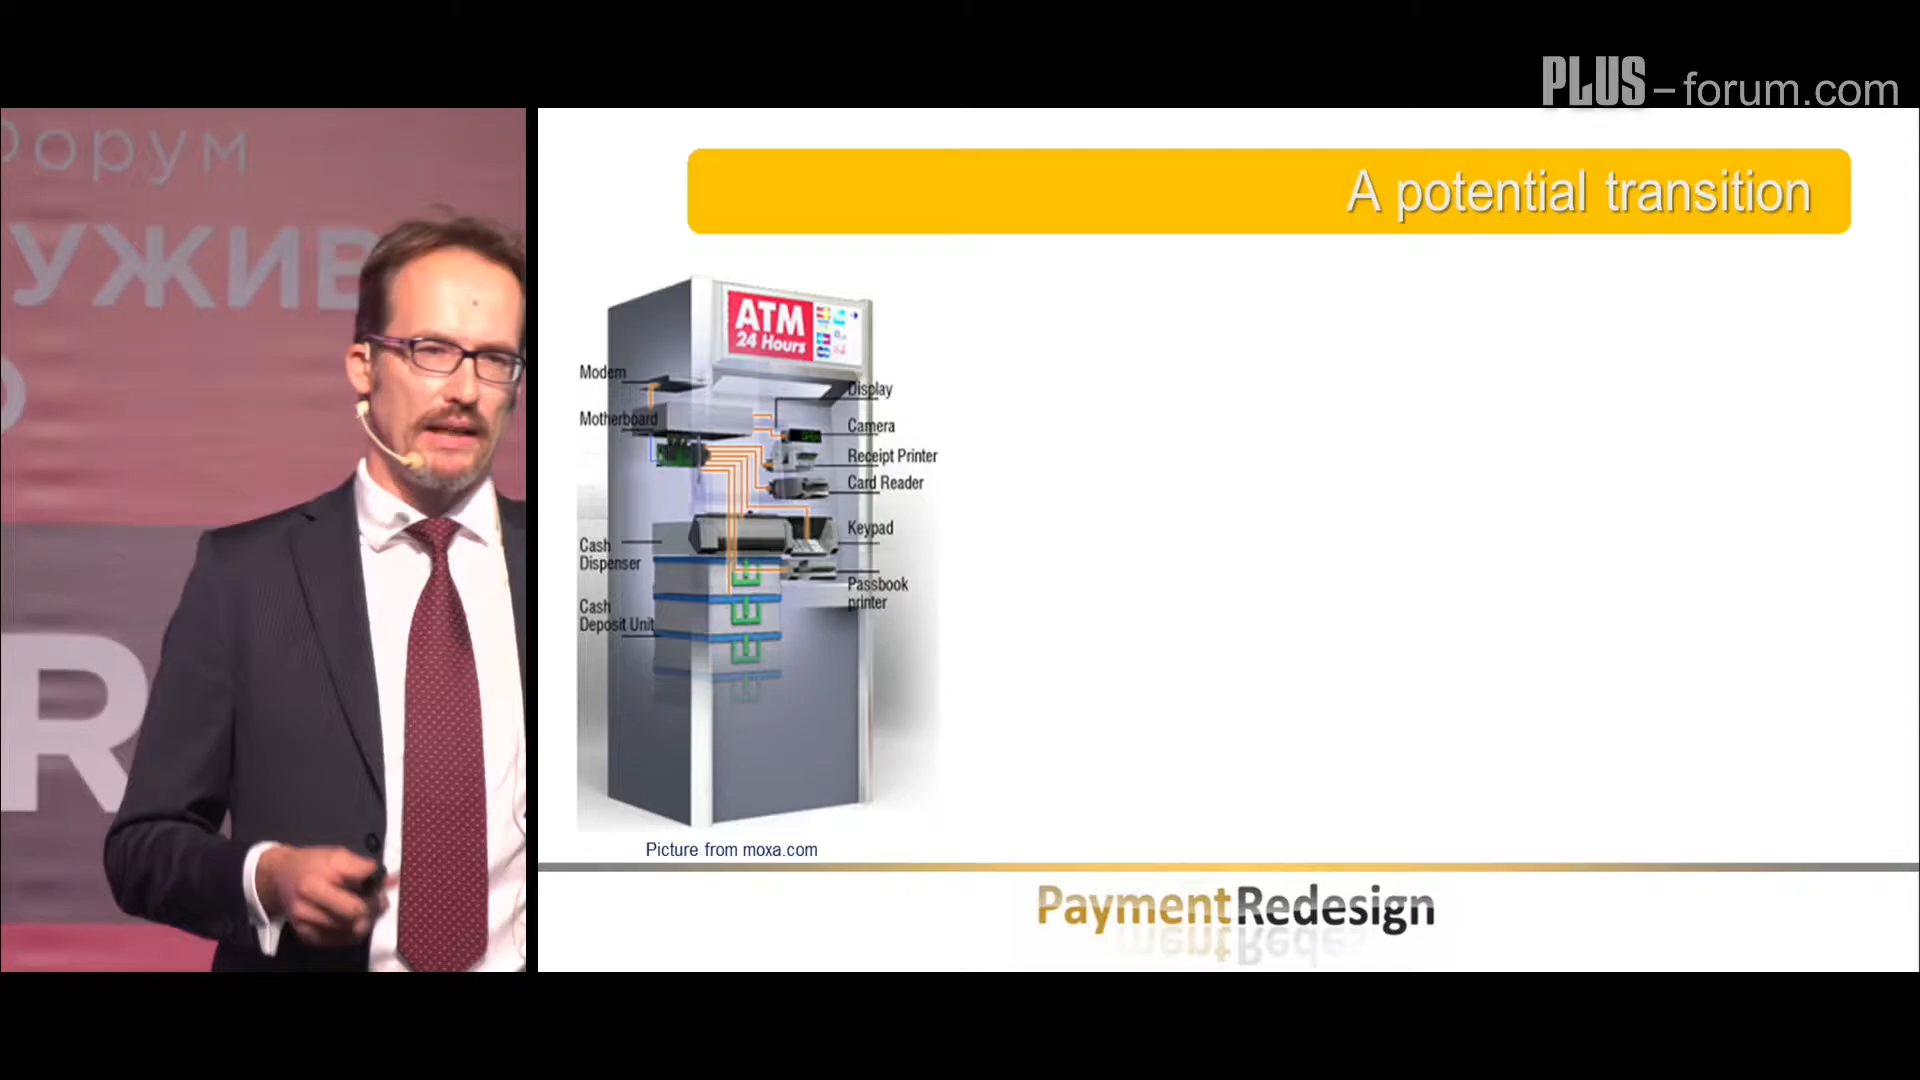 PLUS – forum.com
форум
УЖИВ
R
A potential transition
ATM
24 Hours
Modem
Motherboard
Cash
Dispenser
Cash
Deposit Unit
Display
Camera
Receipt Printer
Card Reader
Keypad
Passbook
printer
Picture from moxa.com
PaymentRedesign